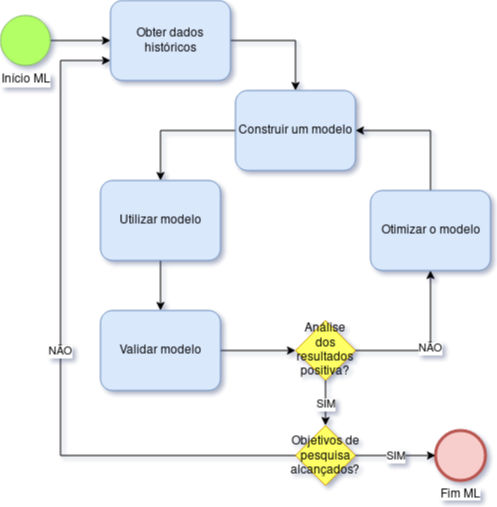 Obter dados
históricos
Início ML
Construir um modelo
Utilizar modelo
Otimizar o modelo
Validar modelo
Análise
dos
resultados
positiva?
NÃO
NÃO
SIM
Objetivos de
pesquisa
alcançados?
SIM
Fim ML